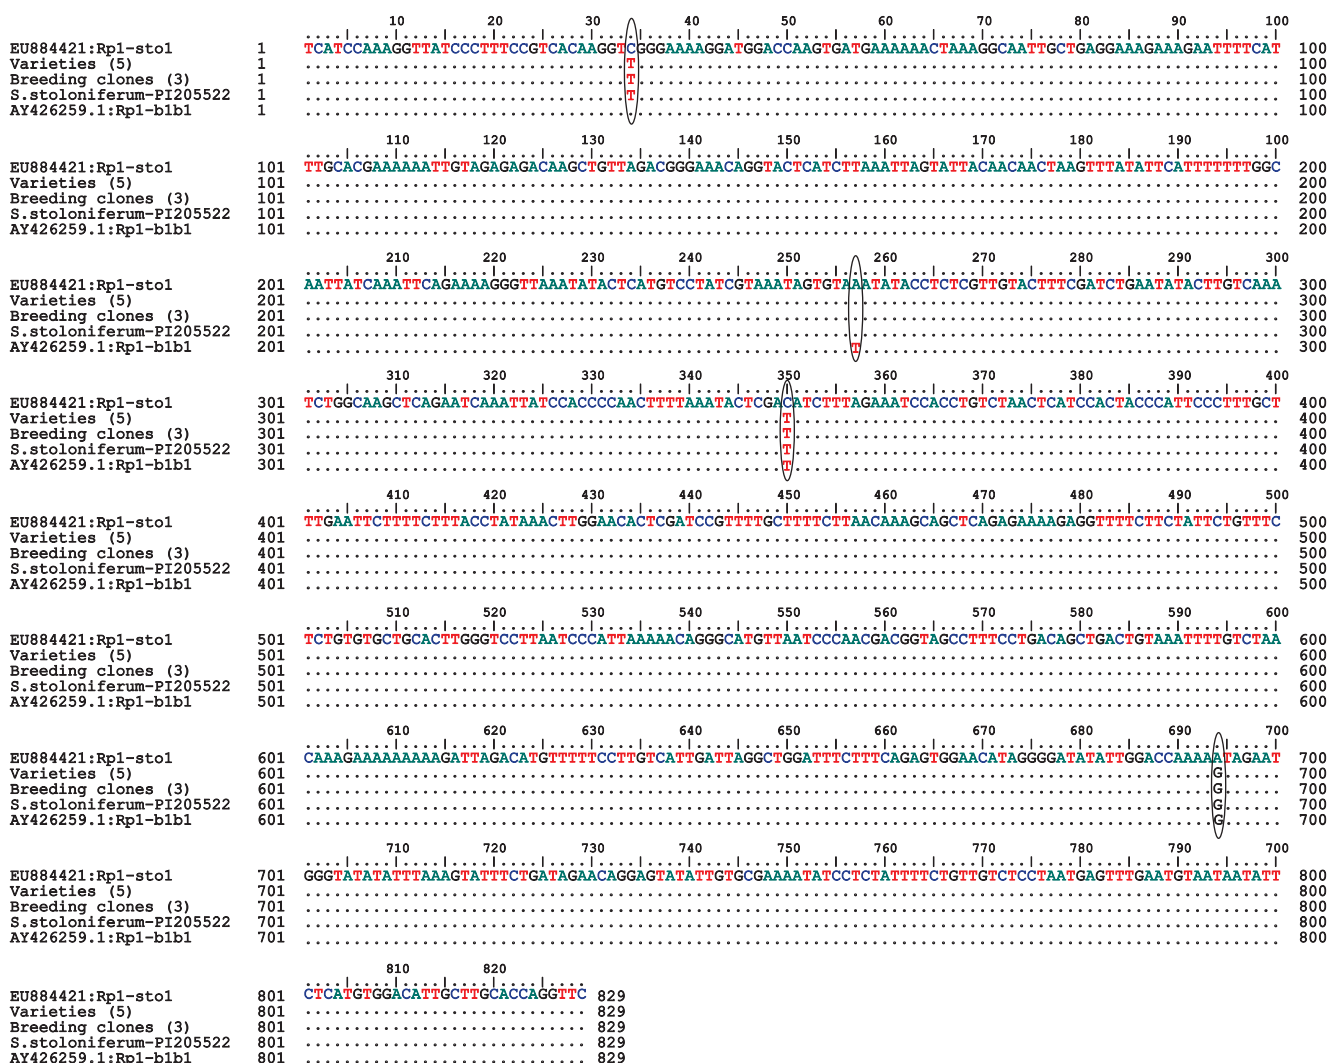 10 20 30 40 50 60 70 80 90 100
EU884421:Rp1-sto1 1 TCATCCAAAGGTTATCCCTTTCCGTCACAAGGTCGGGAAAAGGATGGACCAAGTGATGAAAAAACTAAAGGCAATTGCTGAGGAAAGAAAGAATTTTCAT 100
Varieties (5) 1 T 100
Breeding clones (3) 1 T 100
S.stoloniferum-PI205522 1 T 100
AY426259.1:Rp1-b1b1 1 100
110 120 130 140 150 160 170 180 190 100
EU884421:Rp1-sto1 101 TTGCACGAAAAAATTGTAGAGAGACAAGCTGTTAGACGGGAAACAGGTACTCATCTTAAATTAGTATTACAACAACTAAGTTTATATTCATTTTTTTGGC 200
Varieties (5) 101 200
Breeding clones (3) 101 200
S.stoloniferum-PI205522 101 200
AY426259.1:Rp1-b1b1 101 200
210 220 230 240 250 260 270 280 290 300
EU884421:Rp1-sto1 201 AATTATCAAATTCAGAAAAGGGTTAAATATACTCATGTCCTATCGTAAATAGTGTAAATATACCTCTCGTTGTACTTTCGATCTGAATATACTTGTCAAA 300
Varieties (5) 201 300
Breeding clones (3) 201 300
S.stoloniferum-PI205522 201 300
AY426259.1:Rp1-b1b1 201 T 300
310 320 330 340 350 360 370 380 390 400
EU884421:Rp1-sto1 301 TCTGGCAAGCTCAGAATCAAATTATCCACCCCAACTTTTAAATACTCGACATCTTTAGAAATCCACCTGTCTAACTCATCCACTACCCATTCCCTTTGCT 400
Varieties (5) 301 T 400
Breeding clones (3) 301 T 400
S.stoloniferum-PI205522 301 T 400
AY426259.1:Rp1-b1b1 301 T 400
410 420 430 440 450 460 470 480 490 500
EU884421:Rp1-sto1 401 TTGAATTCTTTTCTTTACCTATAAACTTGGAACACTCGATCCGTTTTGCTTTTCTTAACAAAGCAGCTCAGAGAAAAGAGGTTTTCTTCTATTCTGTTTC 500
Varieties (5) 401 500
Breeding clones (3) 401 500
S.stoloniferum-PI205522 401 500
AY426259.1:Rp1-b1b1 401 500
510 520 530 540 550 560 570 580 590 600
EU884421:Rp1-sto1 501 TCTGTGTGCTGCACTTGGGTCCTTAATCCCATTAAAAACAGGGCATGTTAATCCCAACGACGGTAGCCTTTCCTGACAGCTGACTGTAAATTTTGTCTAA 600
Varieties (5) 501 600
Breeding clones (3) 501 600
S.stoloniferum-PI205522 501 600
AY426259.1:Rp1-b1b1 501 600
610 620 630 640 650 660 670 680 690 700
EU884421:Rp1-sto1 601 CAAAGAAAAAAAAAGATTAGACATGTTTTTCCTTGTCATTGATTAGGCTGGATTTCTTTCAGAGTGGAACATAGGGGATATATTGGACCAAAAATAGAAT 700
Varieties (5) 601 G 700
Breeding clones (3) 601 G 700
S.stoloniferum-PI205522 601 G 700
AY426259.1:Rp1-b1b1 601 G 700
710 720 730 740 750 760 770 780 790 700
EU884421:Rp1-sto1 701 GGGTATATATTTAAAGTATTTCTGATAGAACAGGAGTATATTGTGCGAAAATATCCTCTATTTTCTGTTGTCTCCTAATGAGTTTGAATGTAATAATATT 800
Varieties (5) 701 800
Breeding clones (3) 701 800
S.stoloniferum-PI205522 701 800
AY426259.1:Rp1-b1b1 701 800
810 820
EU884421:Rp1-sto1 801 CTCATGTGGACATTGCTTGCACCAGGTTC 829
Varieties (5) 801 829
Breeding clones (3) 801 829
S.stoloniferum-PI205522 801 829
AY426259.1:Rp1-b1b1 801 829